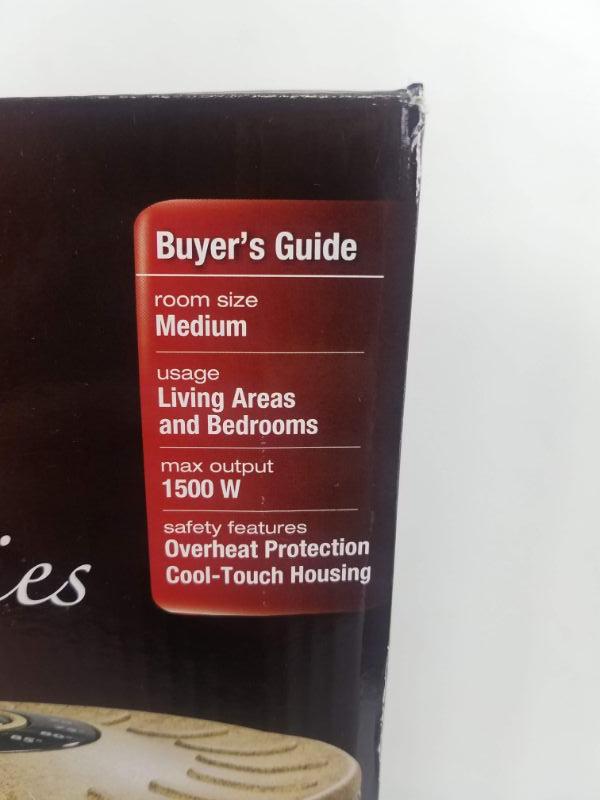 Buyer's Guide
room size
Medium
usage
Living Areas
and Bedrooms
max output
1500 W
safety features
Overheat Protection
Cool-Touch Housing
ies